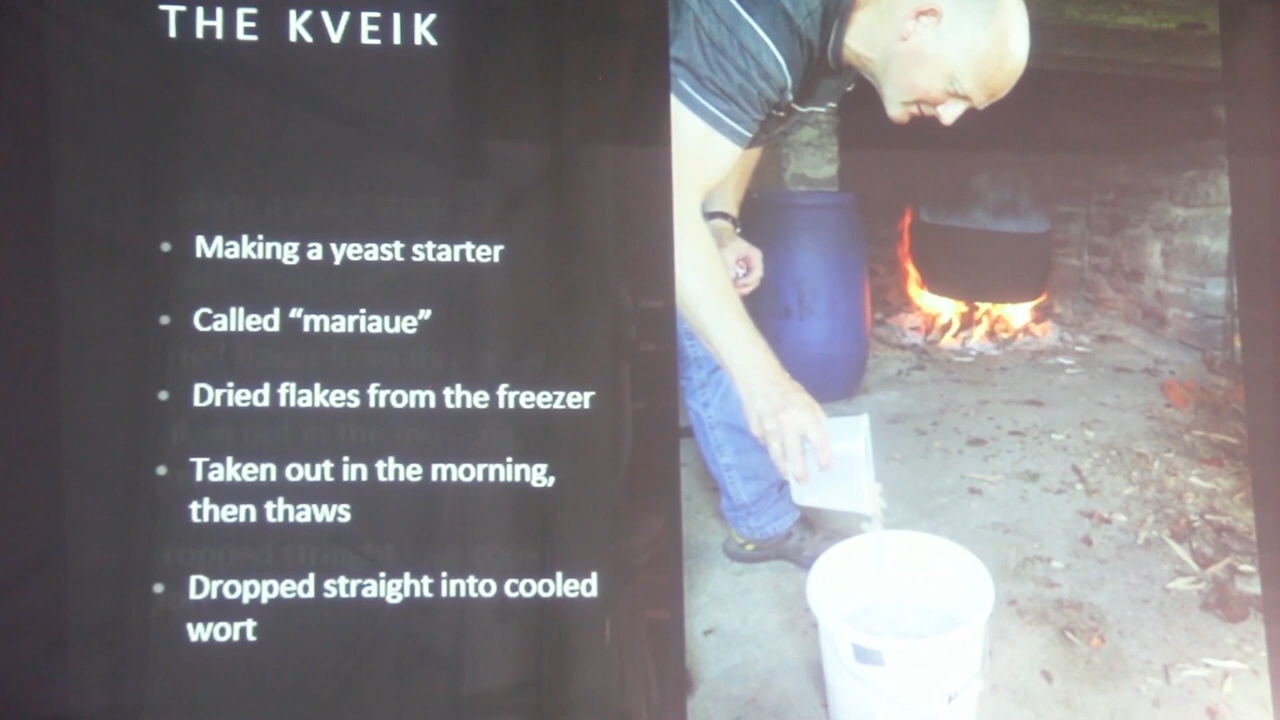 THE KVEIK
• Making a yeast starter
• Called “mariaue”
• Dried flakes from the freezer
• Taken out in the morning,
then thaws
• Dropped straight into cooled
wort